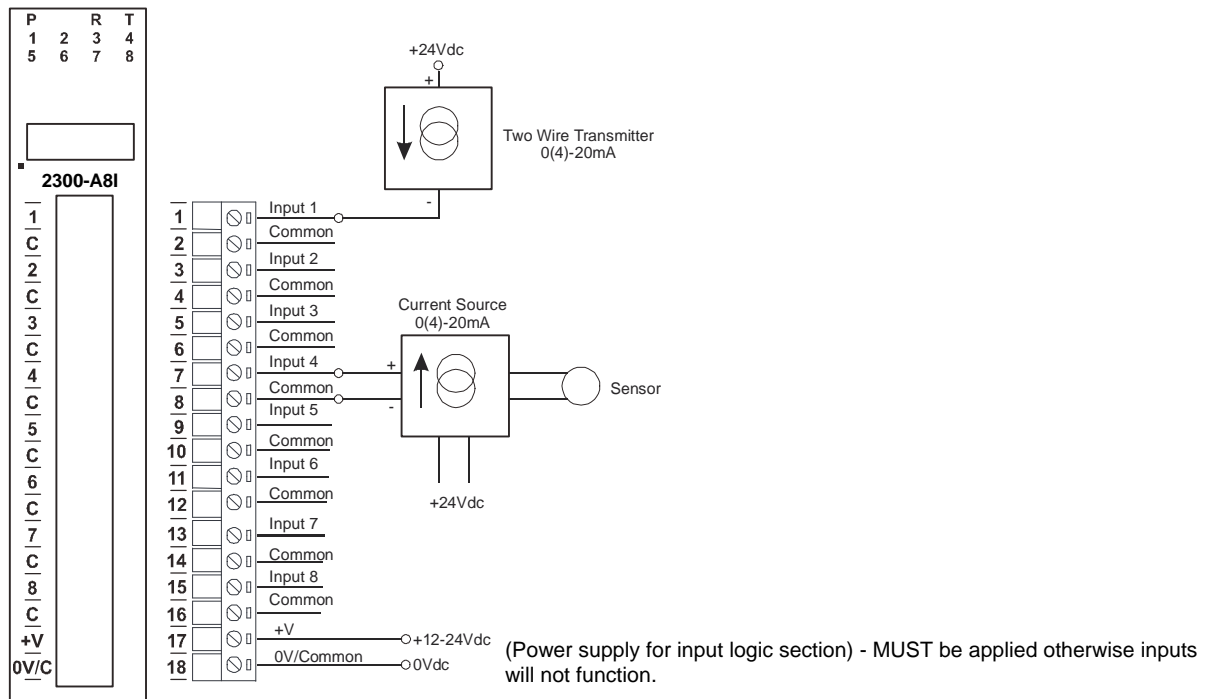 P R T
1 2 3 4
5 6 7 8
2300-A8I
1
C
2
C
3
C
4
C
5
C
6
C
7
C
8
C
+V
0V/C
+24Vdc
+
Two Wire Transmitter
0(4)-20mA
-
1 Input 1
2 Common
3 Input 2
4 Common
5 Input 3
6 Common
7 Input 4
8 Common
9 Input 5
10 Common
11 Input 6
12 Common
13 Input 7
14 Common
15 Input 8
16 Common
17 +V +12-24Vdc
18 0V/Common 0Vdc
Current Source
0(4)-20mA
+
-
Sensor
+24Vdc
(Power supply for input logic section) - MUST be applied otherwise inputs
will not function.